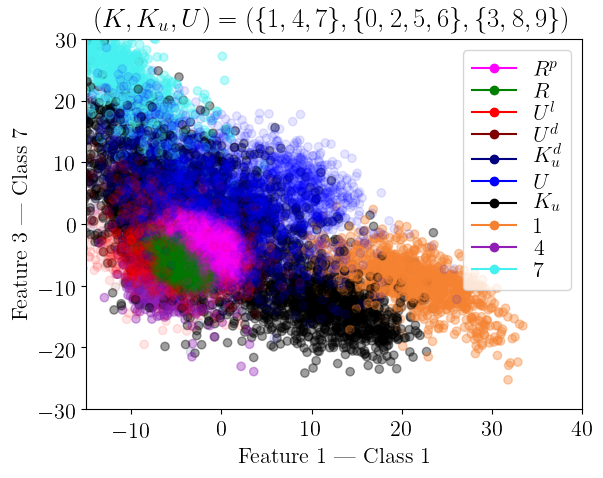 (K, K_u, U) = ({1, 4, 7}, {0, 2, 5, 6}, {3, 8, 9})
30
20
10
0
−10
−20
−30
Feature 3 — Class 7
R^p
R
U^l
U^d
K_u^d
U
K_u
1
4
7
−10
0
10
20
30
40
Feature 1 — Class 1